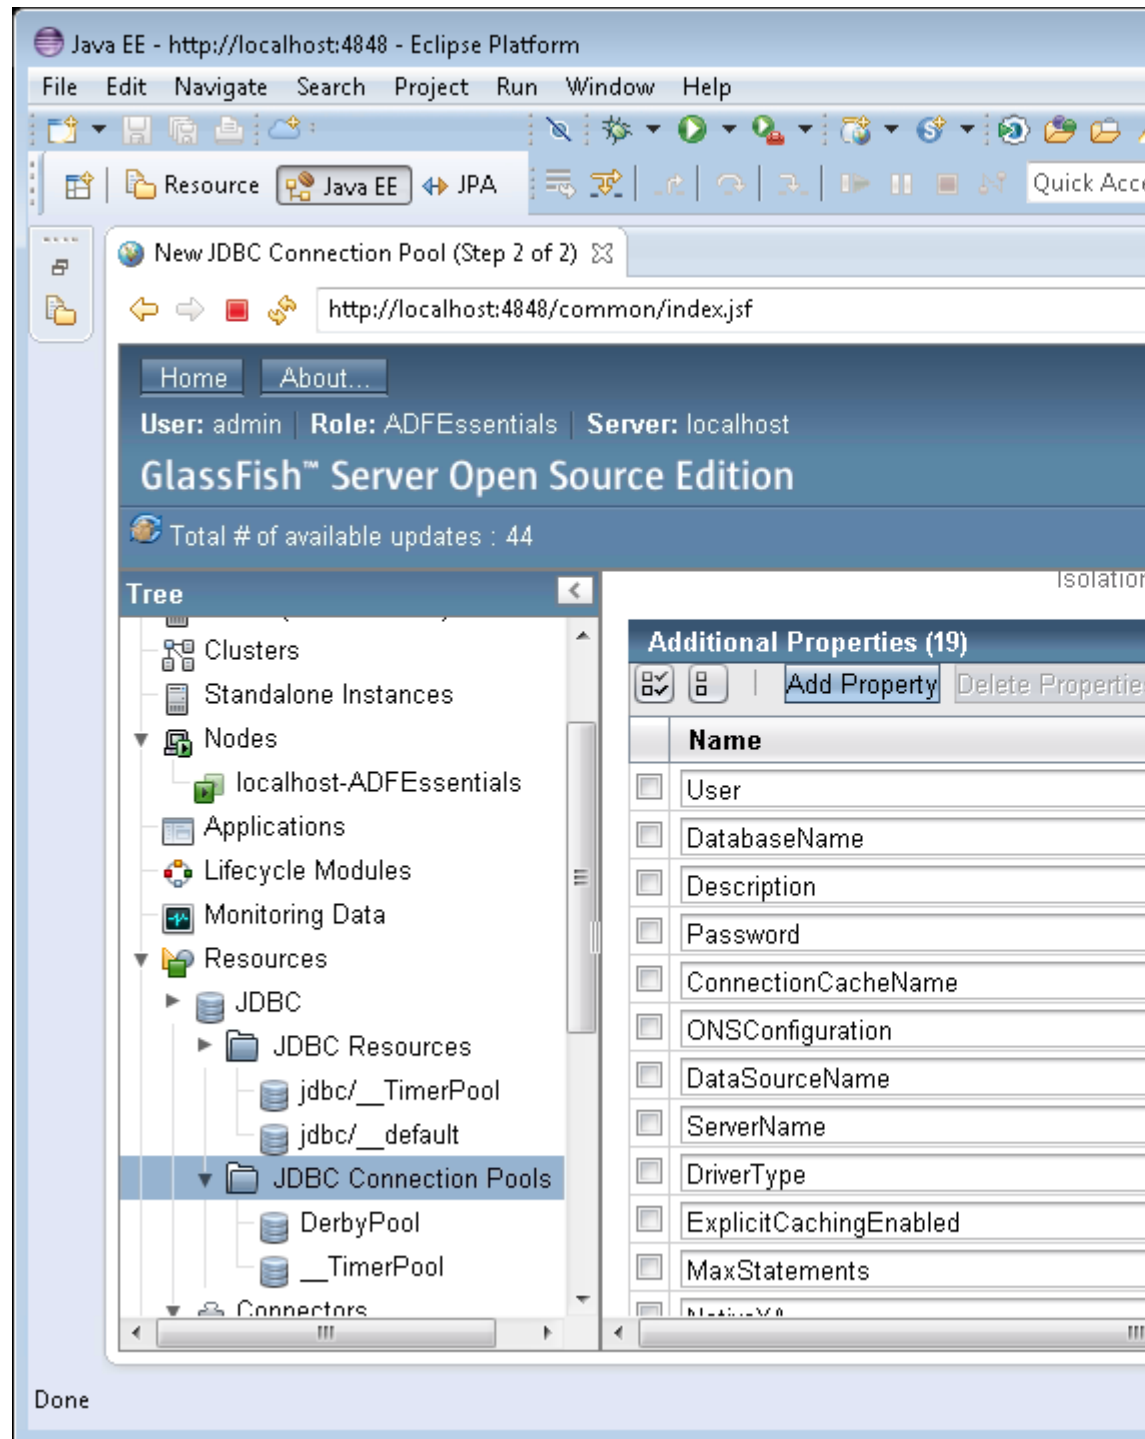 Java EE - http://localhost:4848 - Eclipse Platform
File Edit Navigate Search Project Run Window Help
Resource Java EE JPA Quick Acce
New JDBC Connection Pool (Step 2 of 2)
http://localhost:4848/common/index.jsf
Home About...
User: admin | Role: ADFEssentials | Server: localhost
GlassFish™ Server Open Source Edition
Total # of available updates : 44
Tree
Clusters
Standalone Instances
Nodes
localhost-ADFEssentials
Applications
Lifecycle Modules
Monitoring Data
Resources
JDBC
JDBC Resources
jdbc/__TimerPool
jdbc/__default
JDBC Connection Pools
DerbyPool
__TimerPool
Connectors
Isolation
Additional Properties (19)
Add Property Delete Propertie
Name
User
DatabaseName
Description
Password
ConnectionCacheName
ONSConfiguration
DataSourceName
ServerName
DriverType
ExplicitCachingEnabled
MaxStatements
Done